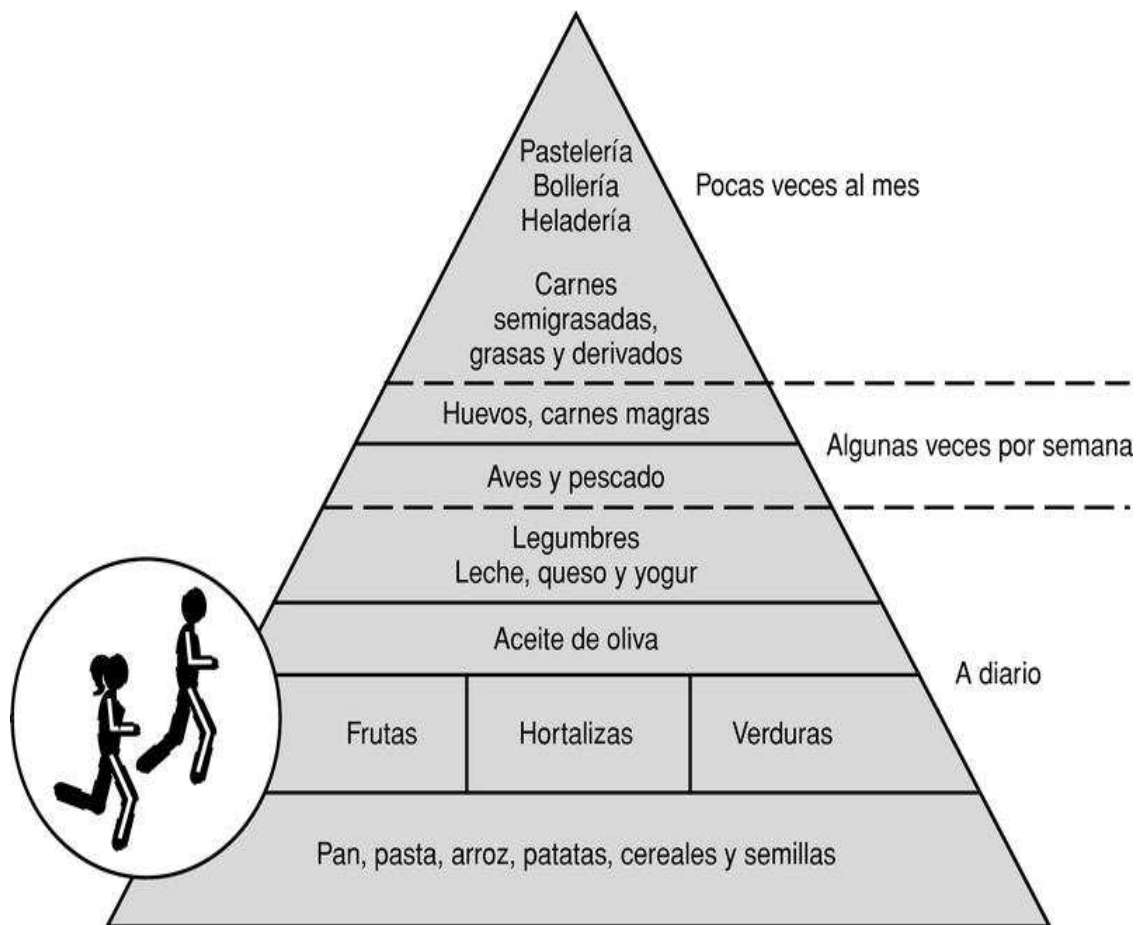 Pastelería
Bollería
Heladería
Pocas veces al mes
Carnes
semigrasadas,
grasas y derivados
Huevos, carnes magras
Algunas veces por semana
Aves y pescado
Legumbres
Leche, queso y yogur
Aceite de oliva
A diario
Frutas
Hortalizas
Verduras
Pan, pasta, arroz, patatas, cereales y semillas